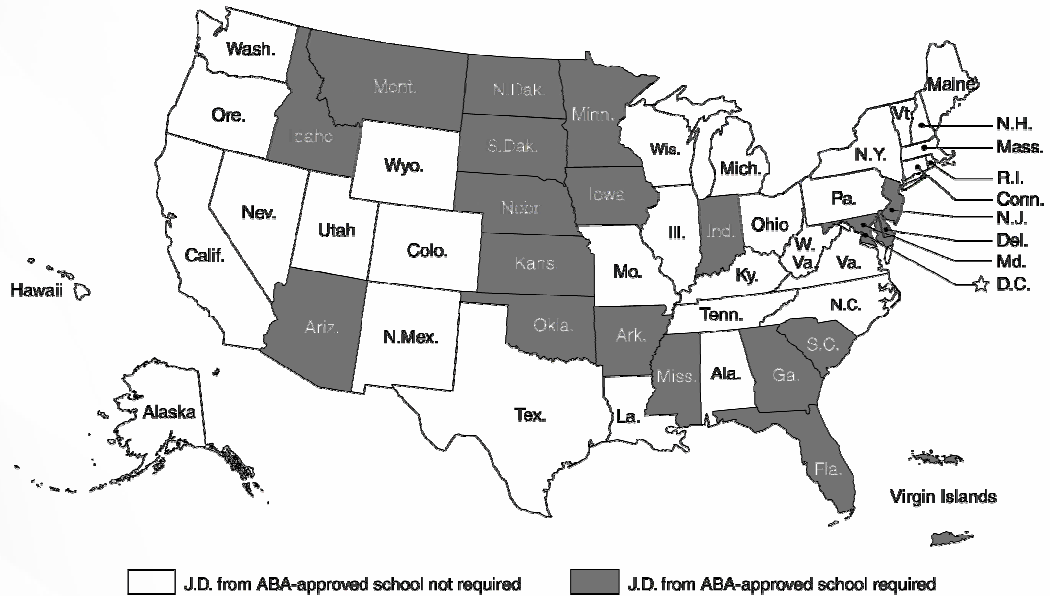 Wash.
Mont.
N.Dak.
Minn.
Maine
Vt.
N.H.
Ore.
Idaho
S.Dak.
Wis.
Mich.
N.Y.
Mass.
R.I.
Conn.
Wyo.
Iowa
Pa.
N.J.
Nev.
Nebr.
Ill.
Ind.
Ohio
Del.
Utah
Colo.
W.
Va.
Va.
Md.
Calif.
Kans.
Mo.
Ky.
D.C.
Hawaii
N.C.
Tenn.
Ariz.
N.Mex.
Okla.
Ark.
S.C.
Miss.
Ala.
Ga.
Alaska
Tex.
La.
Fla.
Virgin Islands
J.D. from ABA-approved school not required
J.D. from ABA-approved school required